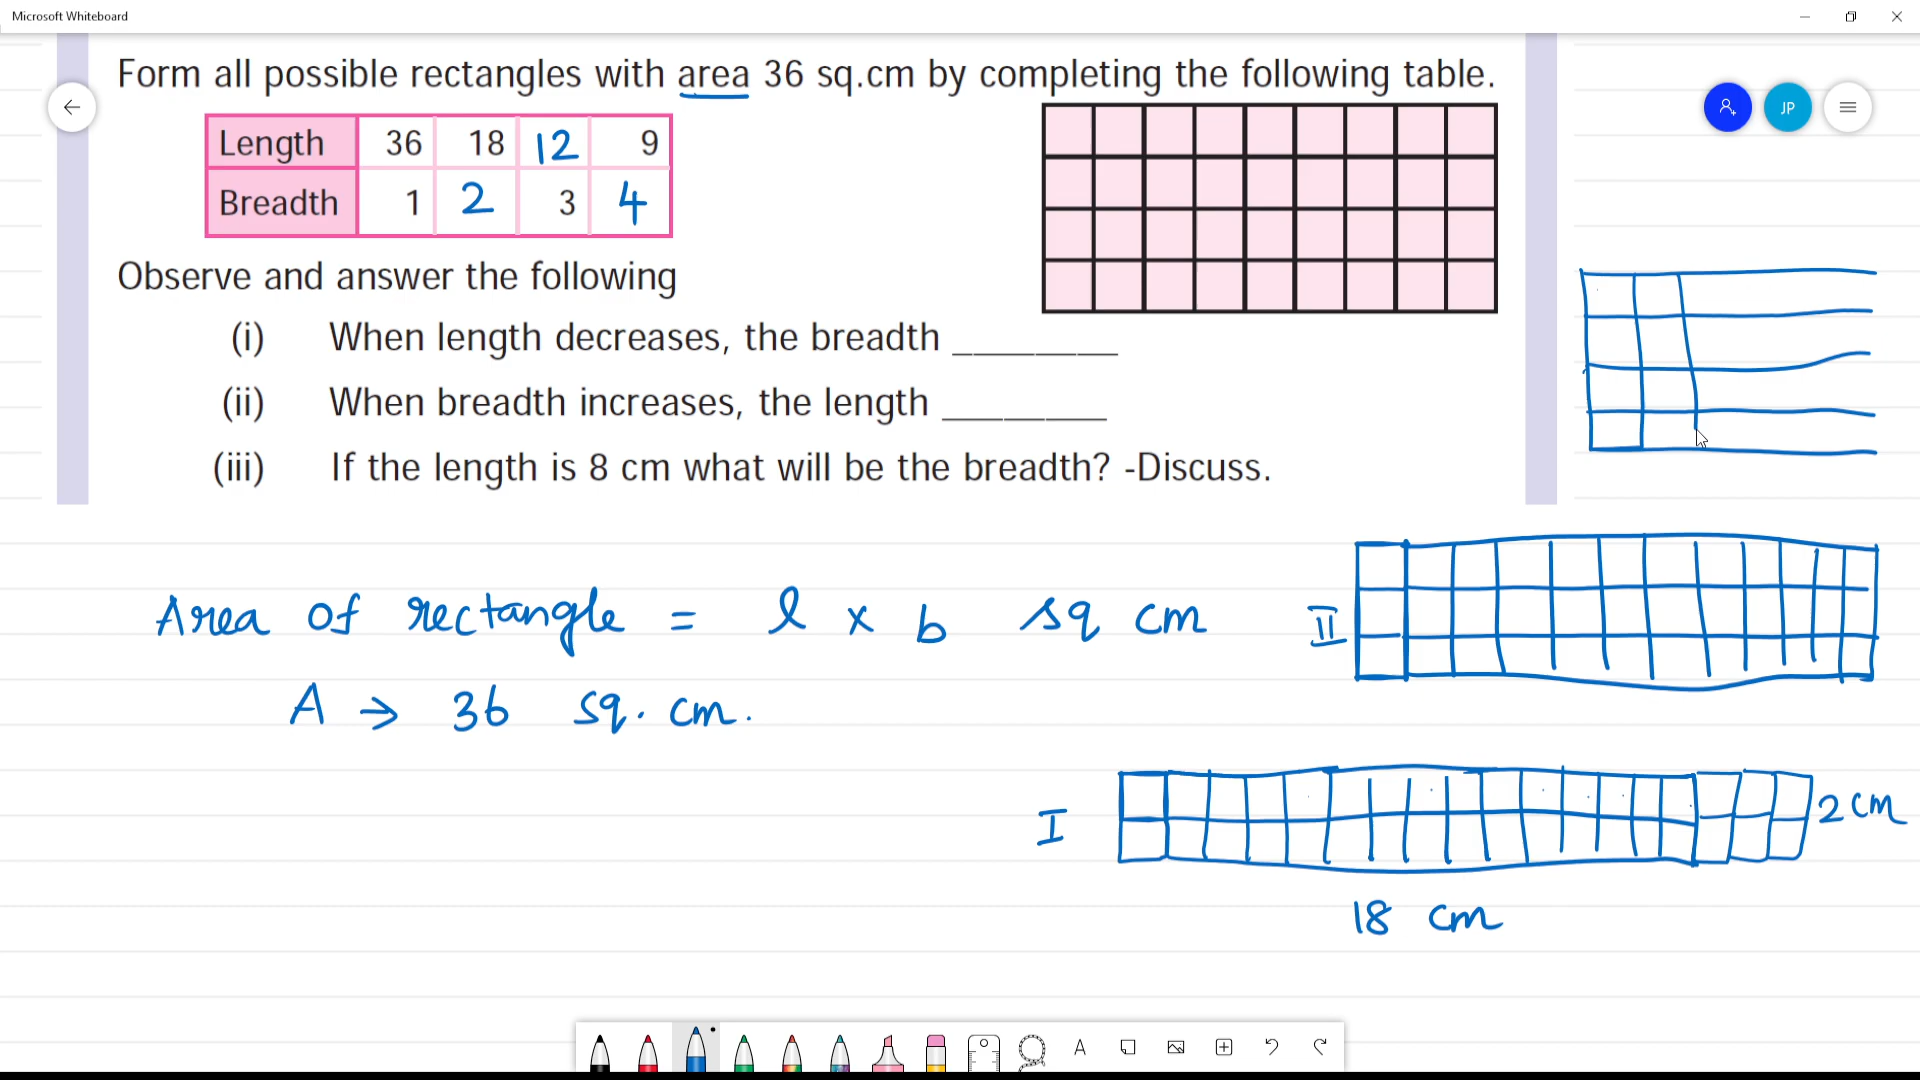 Microsoft Whiteboard
Form all possible rectangles with area 36 sq.cm by completing the following table.
Length 36 18 12 9
Breadth 1 2 3 4
JP
Observe and answer the following
(i) When length decreases, the breadth ________
(ii) When breadth increases, the length ________
(iii) If the length is 8 cm what will be the breadth? -Discuss.
Area of rectangle = l x b sq cm
II
A → 36 sq. cm.
I
2 cm
18 cm
A